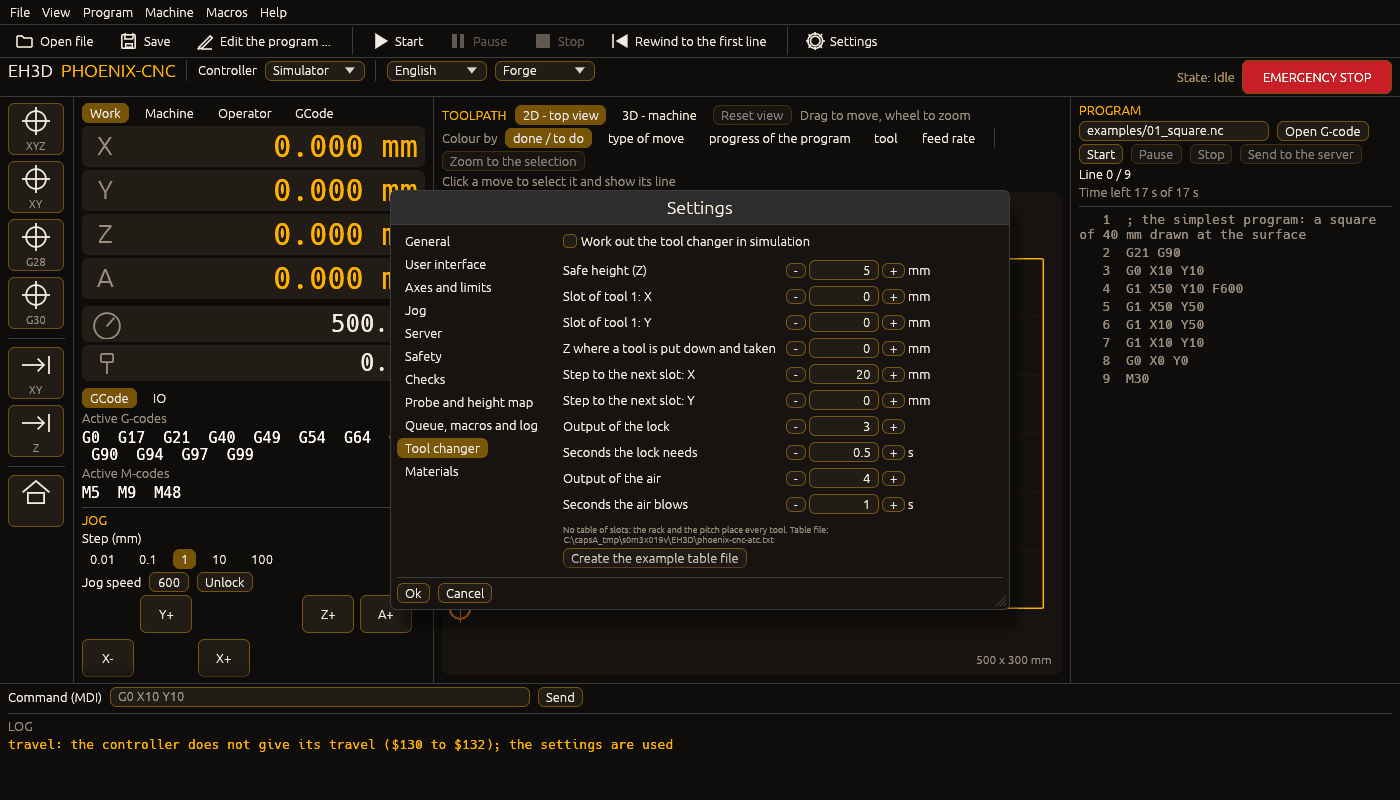 File View Program Machine Macros Help
Open file Save Edit the program ... Start Pause Stop Rewind to the first line Settings
EH3D PHOENIX-CNC Controller Simulator English Forge State: Idle EMERGENCY STOP
XYZ
XY
G28
G30
XY
Z
Work Machine Operator GCode
X 0.000 mm
Y 0.000 mm
Z 0.000
A 0.000
500.
0.
GCode IO
Active G-codes
G0 G17 G21 G40 G49 G54 G64
G90 G94 G97 G99
Active M-codes
M5 M9 M48
JOG
Step (mm)
0.01 0.1 1 10 100
Jog speed 600 Unlock
Y+ Z+ A+
X- X+
TOOLPATH 2D - top view 3D - machine Reset view Drag to move, wheel to zoom
Colour by done / to do type of move progress of the program tool feed rate
Zoom to the selection
Click a move to select it and show its line
Settings
General
User interface
Axes and limits
Jog
Server
Safety
Checks
Probe and height map
Queue, macros and log
Tool changer
Materials
Work out the tool changer in simulation
Safe height (Z) - 5 + mm
Slot of tool 1: X - 0 + mm
Slot of tool 1: Y - 0 + mm
Z where a tool is put down and taken - 0 + mm
Step to the next slot: X - 20 + mm
Step to the next slot: Y - 0 + mm
Output of the lock - 3 +
Seconds the lock needs - 0.5 + s
Output of the air - 4 +
Seconds the air blows - 1 + s
No table of slots: the rack and the pitch place every tool. Table file:
C:\capsA_tmp\s0m3x019v\EH3D\phoenix-cnc-atc.txt
Create the example table file
Ok Cancel
500 x 300 mm
PROGRAM
examples/01_square.nc Open G-code
Start Pause Stop Send to the server
Line 0 / 9
Time left 17 s of 17 s
1 ; the simplest program: a square
of 40 mm drawn at the surface
2 G21 G90
3 G0 X10 Y10
4 G1 X50 Y10 F600
5 G1 X50 Y50
6 G1 X10 Y50
7 G1 X10 Y10
8 G0 X0 Y0
9 M30
Command (MDI) G0 X10 Y10 Send
LOG
travel: the controller does not give its travel ($130 to $132); the settings are used